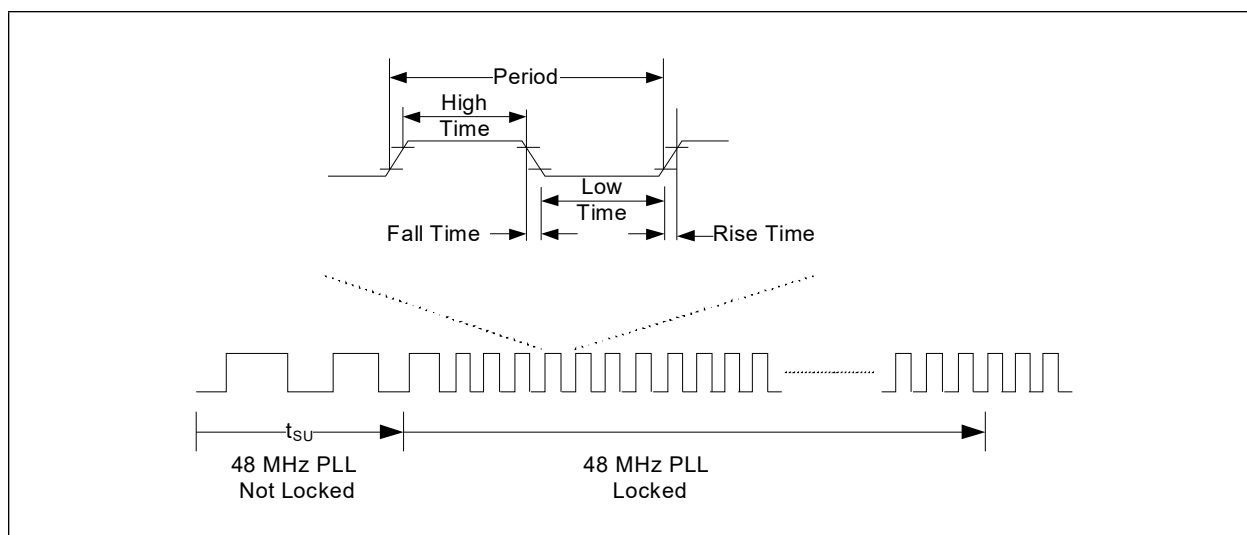 Period
High
Time
Low
Time
Fall Time
Rise Time
tSU
48 MHz PLL
Not Locked
48 MHz PLL
Locked